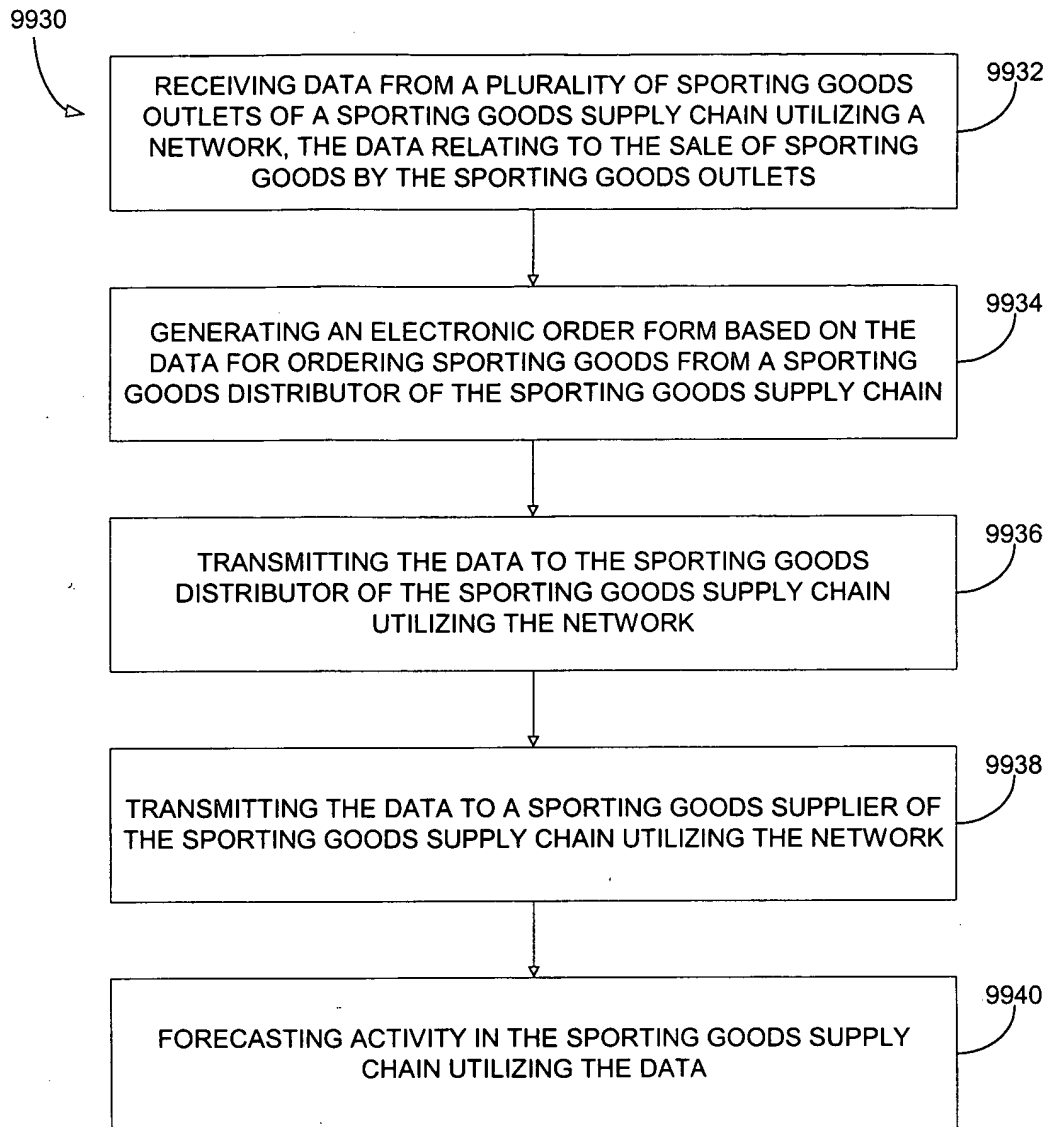 9930
RECEIVING DATA FROM A PLURALITY OF SPORTING GOODS
OUTLETS OF A SPORTING GOODS SUPPLY CHAIN UTILIZING A
NETWORK, THE DATA RELATING TO THE SALE OF SPORTING
GOODS BY THE SPORTING GOODS OUTLETS
9932
GENERATING AN ELECTRONIC ORDER FORM BASED ON THE
DATA FOR ORDERING SPORTING GOODS FROM A SPORTING
GOODS DISTRIBUTOR OF THE SPORTING GOODS SUPPLY CHAIN
9934
TRANSMITTING THE DATA TO THE SPORTING GOODS
DISTRIBUTOR OF THE SPORTING GOODS SUPPLY CHAIN
UTILIZING THE NETWORK
9936
TRANSMITTING THE DATA TO A SPORTING GOODS SUPPLIER OF
THE SPORTING GOODS SUPPLY CHAIN UTILIZING THE NETWORK
9938
FORECASTING ACTIVITY IN THE SPORTING GOODS SUPPLY
CHAIN UTILIZING THE DATA
9940